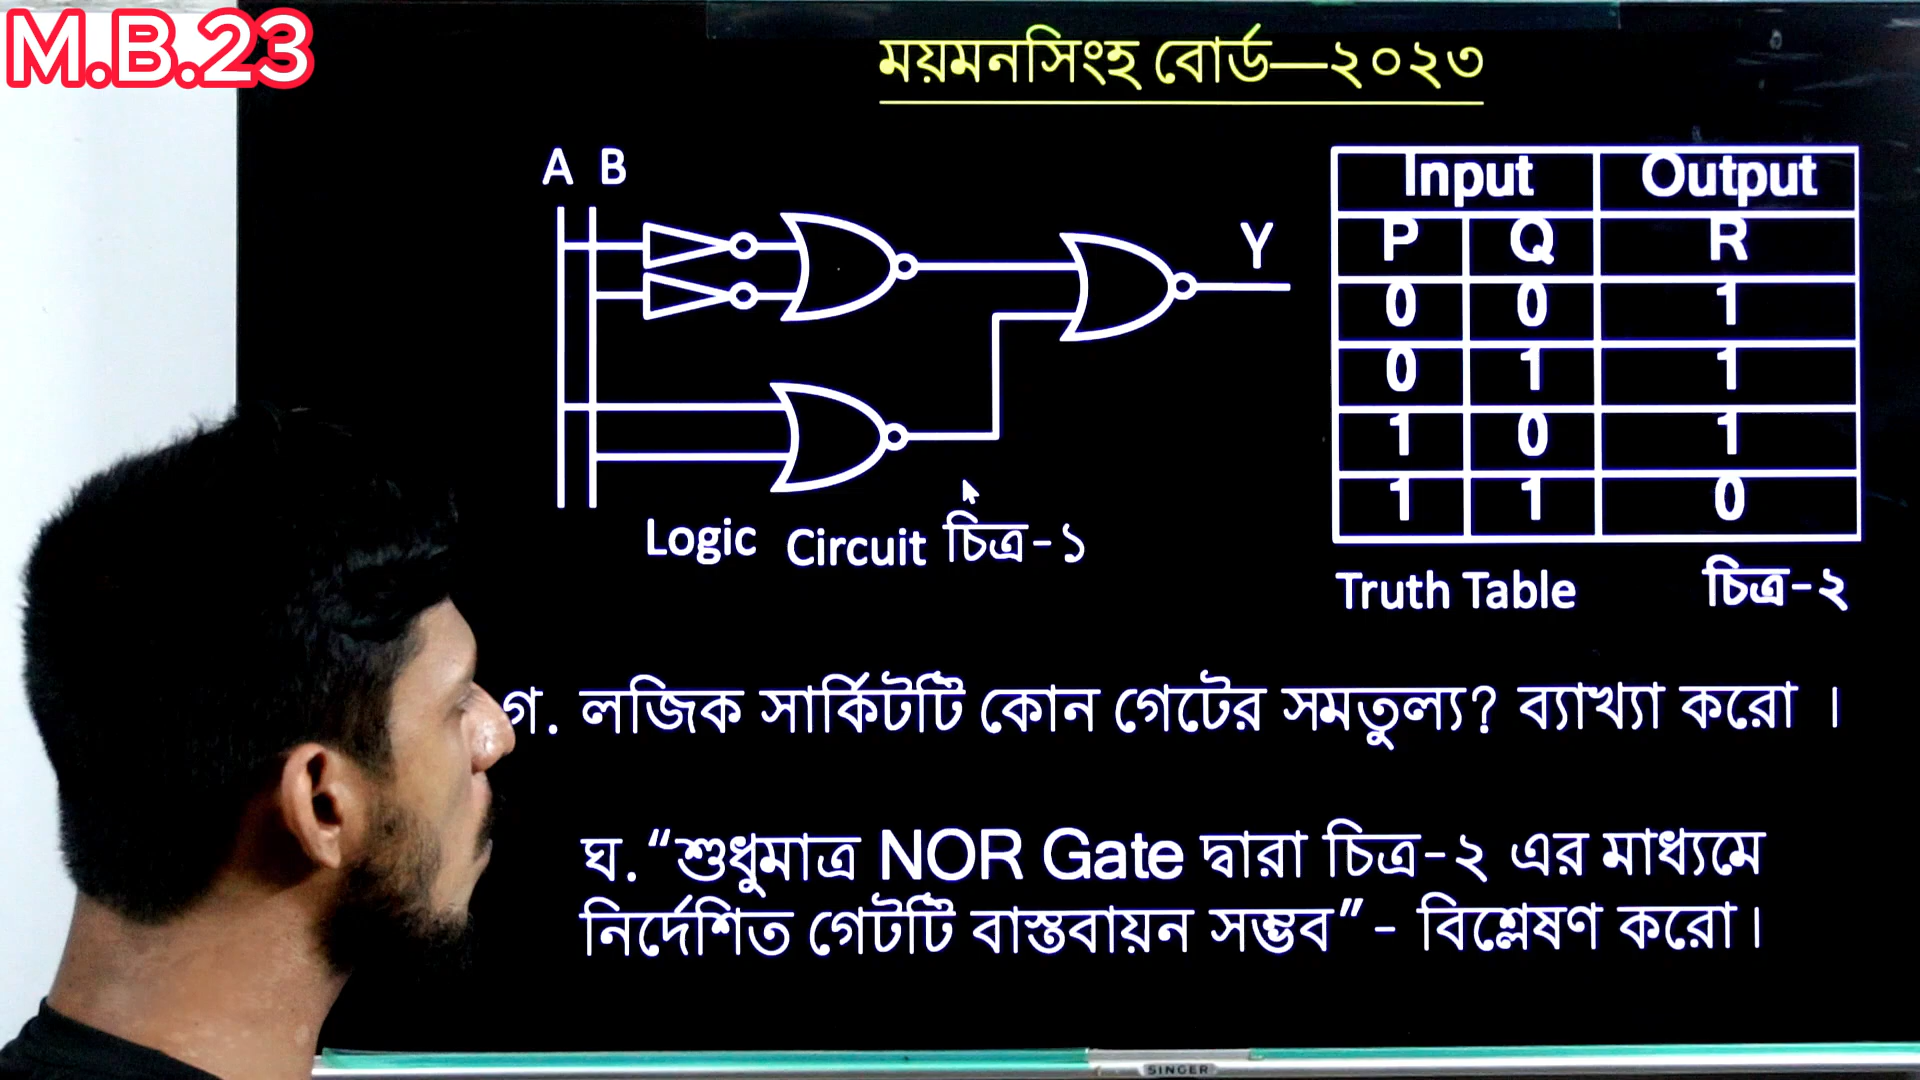 M.B.23
ময়মনসিংহ বোর্ড—২০২৩
A B
Y
Logic Circuit চিত্র-১
Input Output
P Q R
0 0 1
0 1 1
1 0 1
1 1 0
Truth Table চিত্র-২
গ. লজিক সার্কিটটি কোন গেটের সমতুল্য? ব্যাখ্যা করো ।
ঘ. “শুধুমাত্র NOR Gate দ্বারা চিত্র-২ এর মাধ্যমে
নির্দেশিত গেটটি বাস্তবায়ন সম্ভব” - বিশ্লেষণ করো।
SINGER